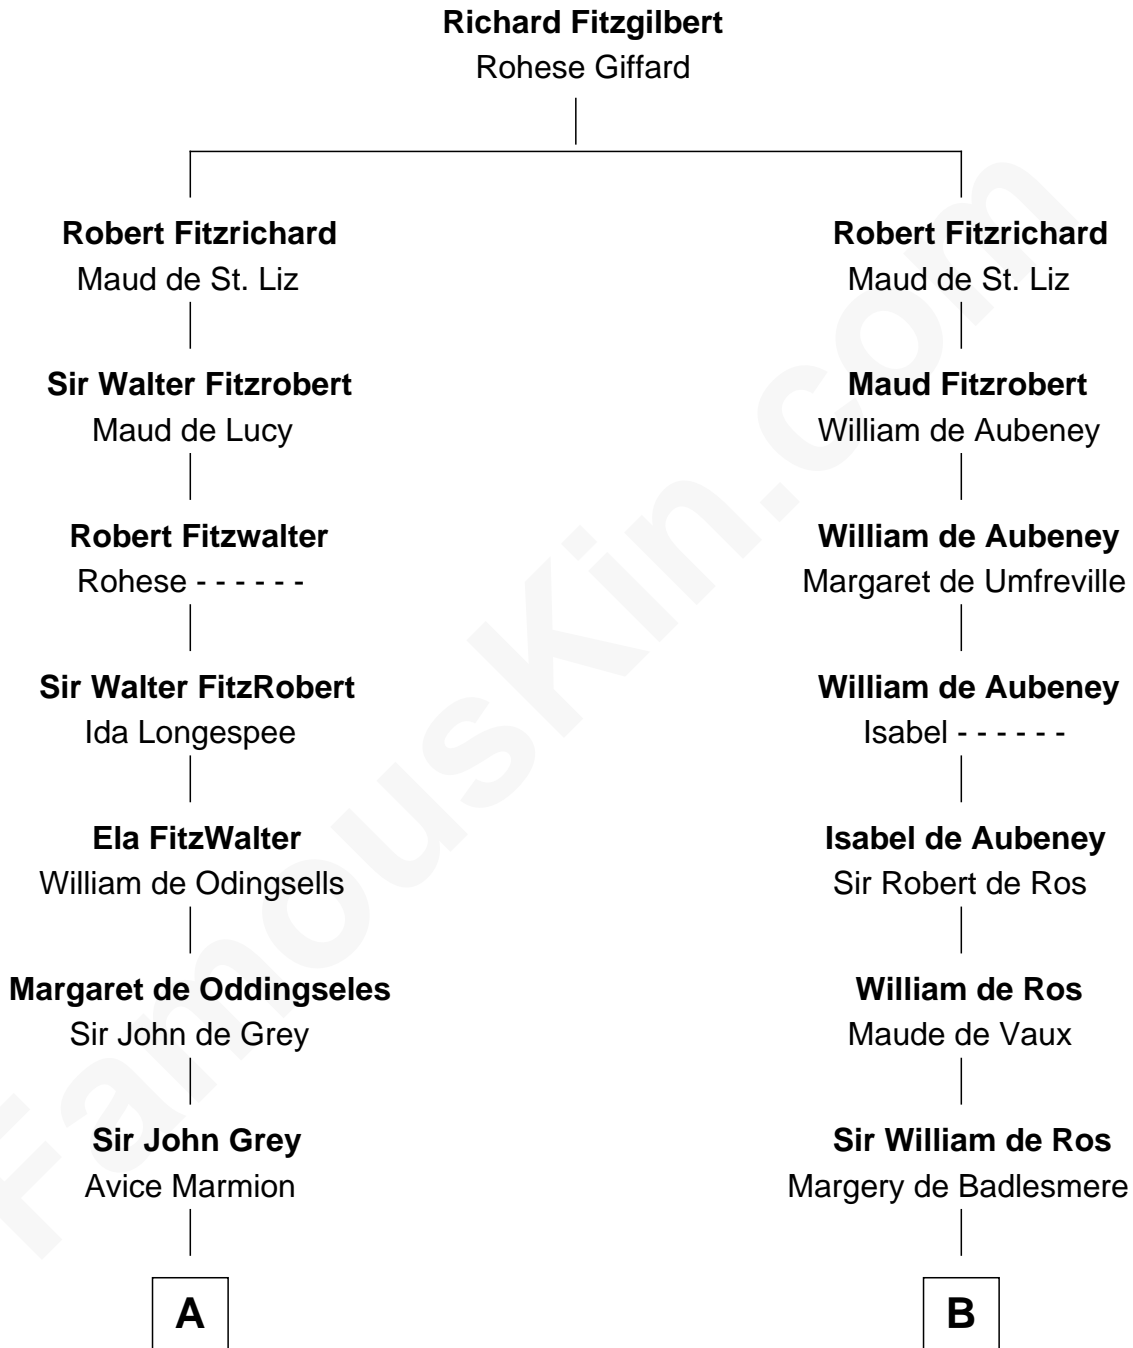 Richard Fitzgilbert
Rohese Giffard
Robert Fitzrichard
Maud de St. Liz
Robert Fitzrichard
Maud de St. Liz
Sir Walter Fitzrobert
Maud de Lucy
Maud Fitzrobert
William de Aubeney
Robert Fitzwalter
Rohese - - - - - -
William de Aubeney
Margaret de Umfreville
Sir Walter FitzRobert
Ida Longespee
William de Aubeney
Isabel - - - - - -
Ela FitzWalter
William de Odingsells
Isabel de Aubeney
Sir Robert de Ros
Margaret de Oddingseles
Sir John de Grey
William de Ros
Maude de Vaux
Sir John Grey
Avice Marmion
Sir William de Ros
Margery de Badlesmere
A
B
FamousKin.com